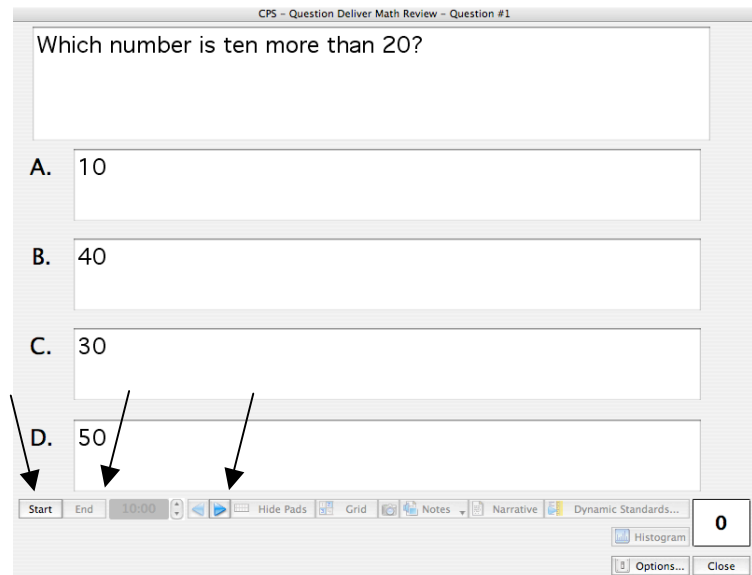 CPS – Question Deliver Math Review – Question #1
Which number is ten more than 20?
A. 10
B. 40
C. 30
D. 50
Start End 10:00 Hide Pads Grid Notes Narrative Dynamic Standards... 0
Histogram
Options... Close